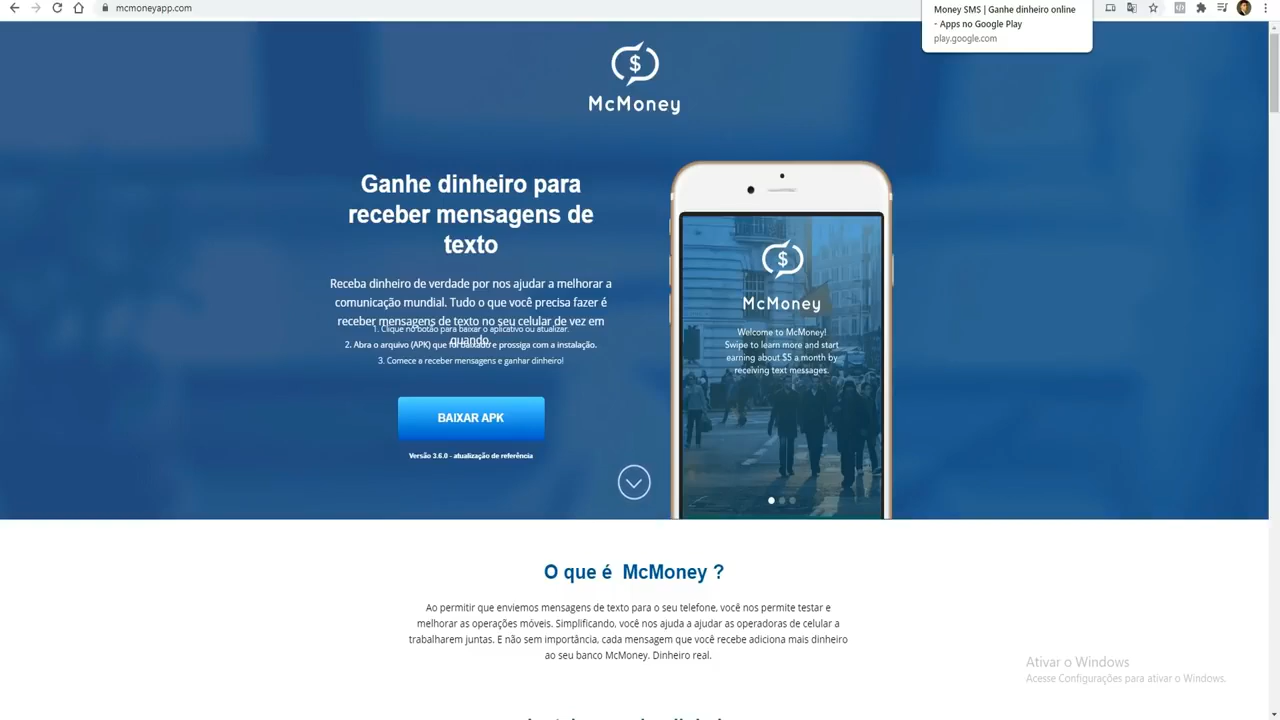 mcmoneyapp.com
Money SMS | Ganhe dinheiro online
- Apps no Google Play
play.google.com
McMoney
Ganhe dinheiro para
receber mensagens de
texto
Receba dinheiro de verdade por nos ajudar a melhorar a
comunicação mundial. Tudo o que você precisa fazer é
receber mensagens de texto no seu celular de vez em
quando.
1. Clique no botão para baixar o aplicativo ou atualizar.
2. Abra o arquivo (APK) que foi baixado e prossiga com a instalação.
3. Comece a receber mensagens e ganhar dinheiro!
BAIXAR APK
Versão 3.6.0 - atualização de referência
McMoney
Welcome to McMoney!
Swipe to learn more and start
earning about $5 a month by
receiving text messages.
O que é McMoney ?
Ao permitir que enviemos mensagens de texto para o seu telefone, você nos permite testar e
melhorar as operações móveis. Simplificando, você nos ajuda a ajudar as operadoras de celular a
trabalharem juntas. E não sem importância, cada mensagem que você recebe adiciona mais dinheiro
ao seu banco McMoney. Dinheiro real.
Ativar o Windows
Acesse Configurações para ativar o Windows.